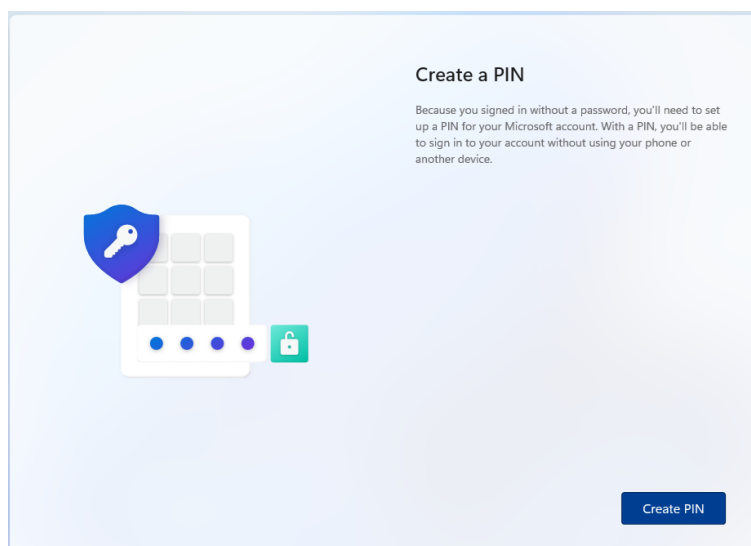 Create a PIN
Because you signed in without a password, you'll need to set
up a PIN for your Microsoft account. With a PIN, you'll be able
to sign in to your account without using your phone or
another device.
Create PIN